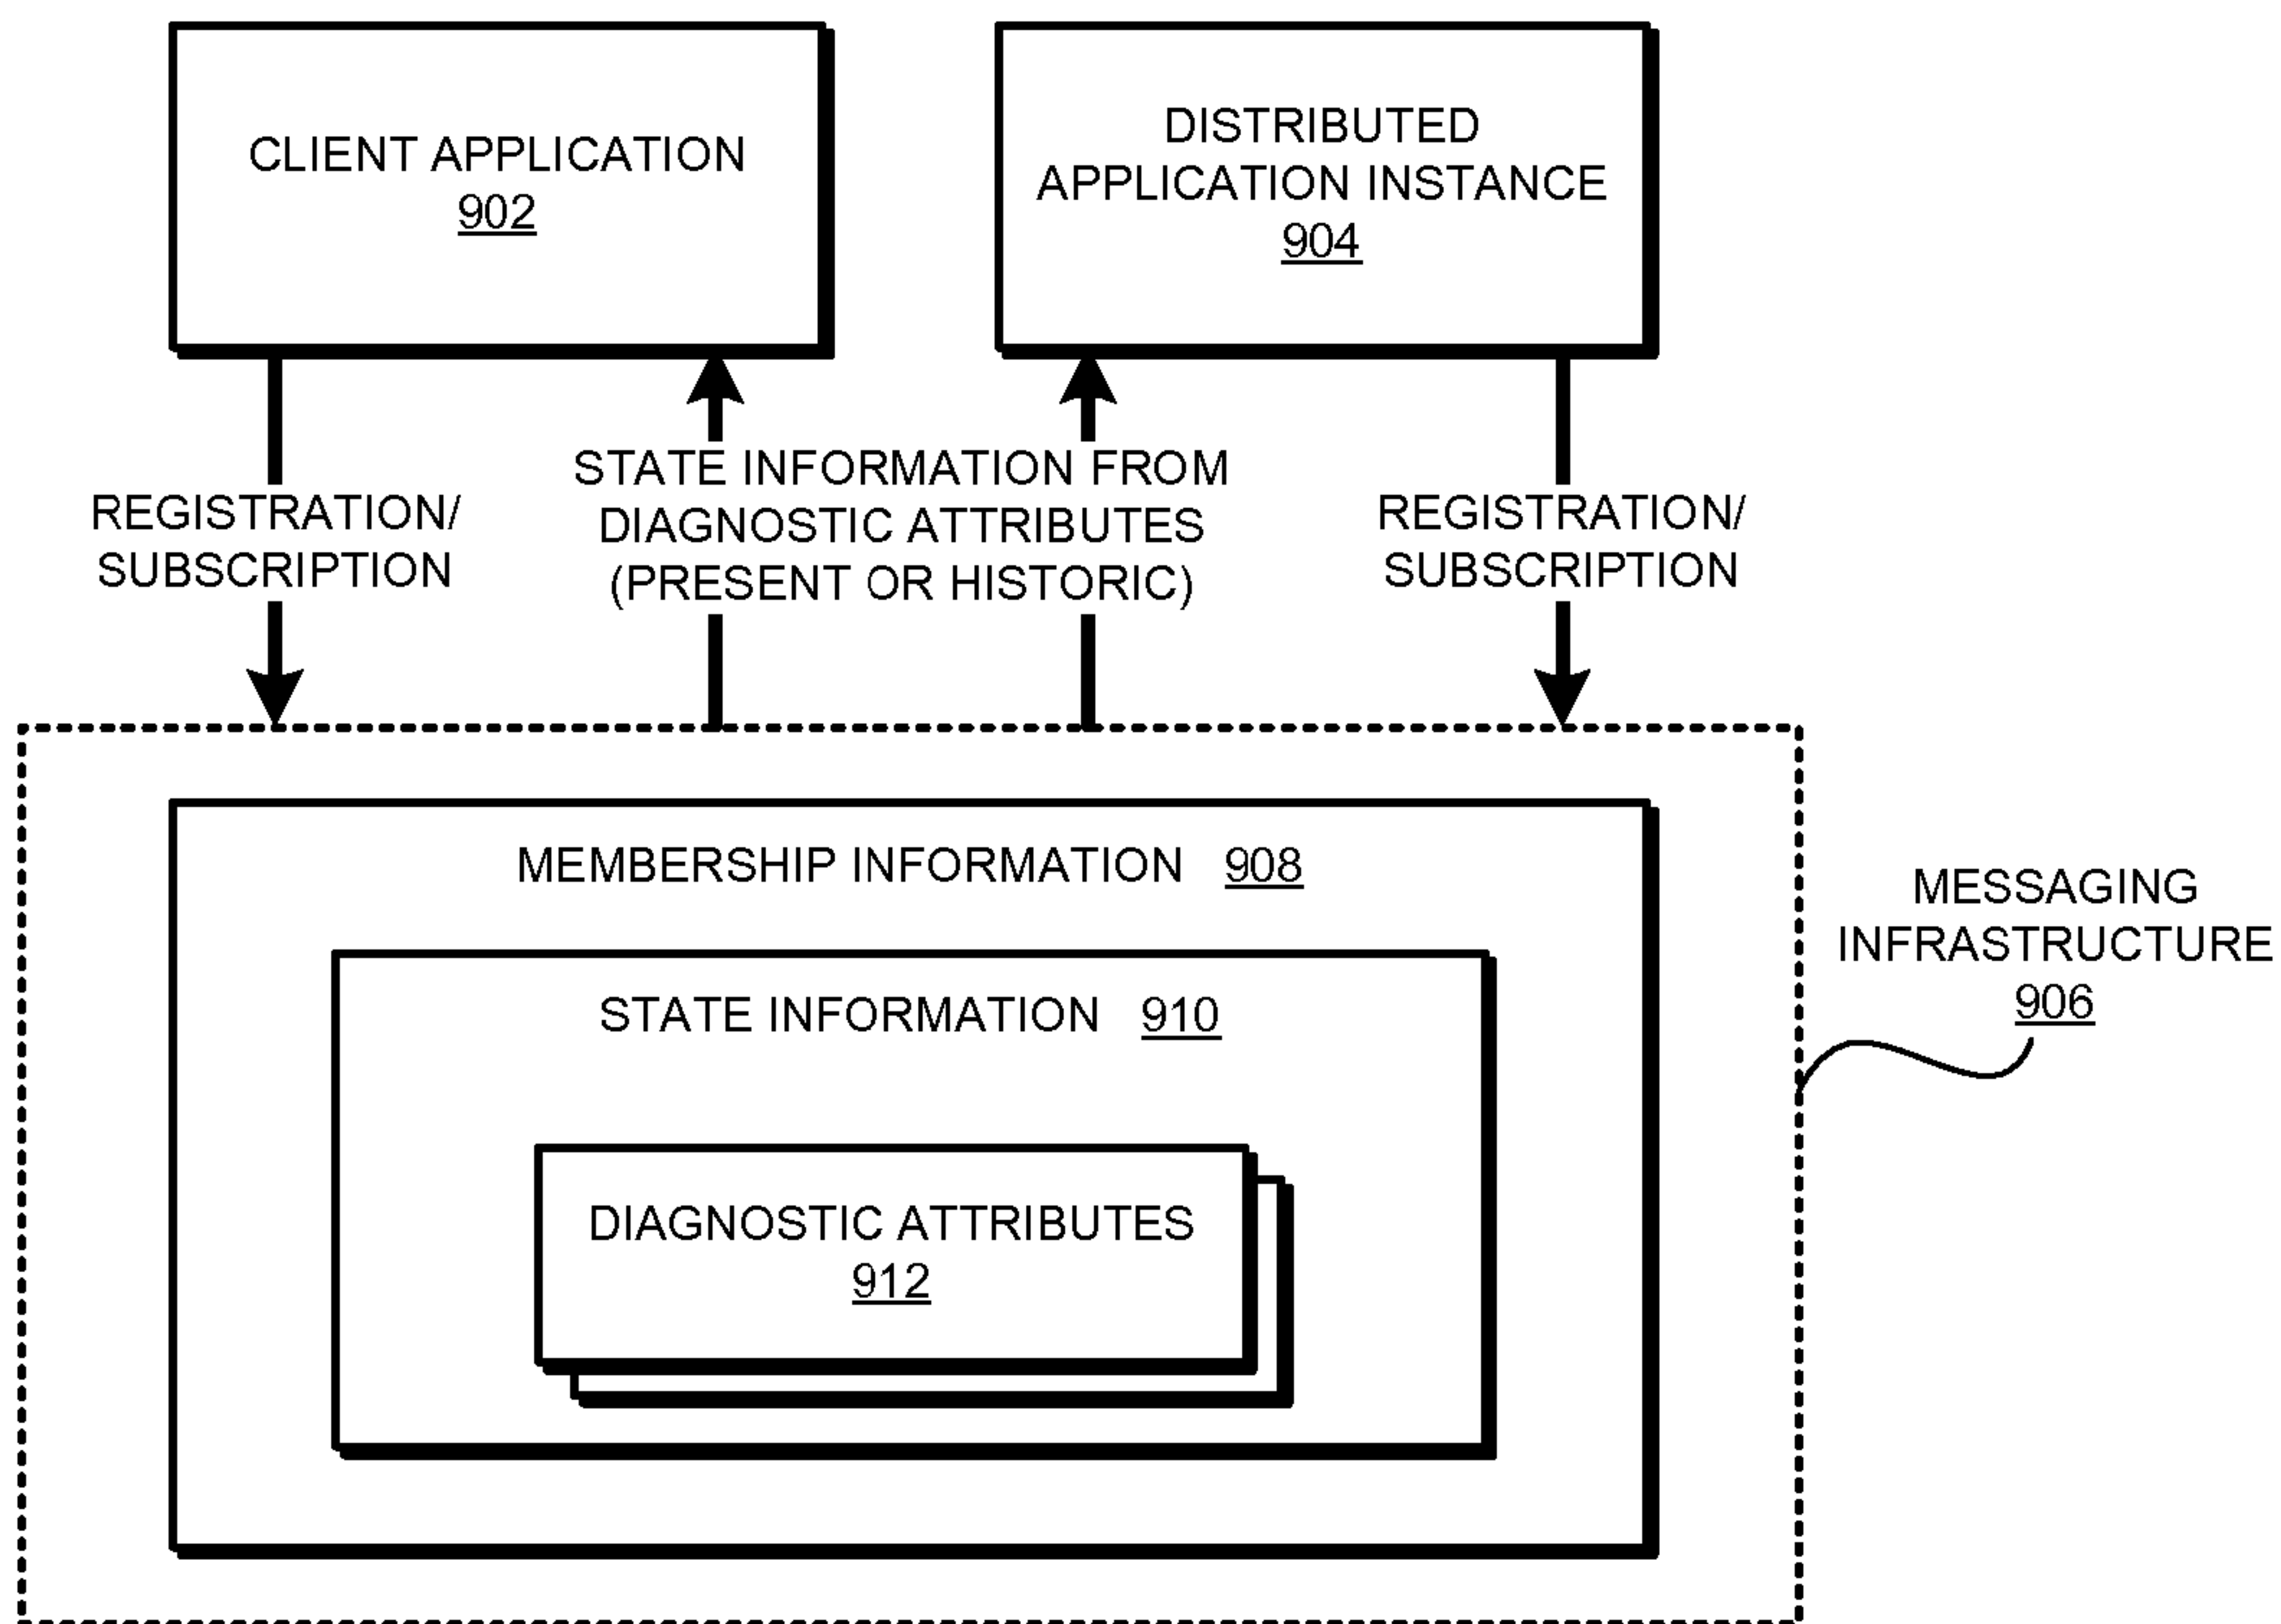 CLIENT APPLICATION
902
DISTRIBUTED
APPLICATION INSTANCE
904
REGISTRATION/
SUBSCRIPTION
STATE INFORMATION FROM
DIAGNOSTIC ATTRIBUTES
(PRESENT OR HISTORIC)
REGISTRATION/
SUBSCRIPTION
MEMBERSHIP INFORMATION 908
STATE INFORMATION 910
DIAGNOSTIC ATTRIBUTES
912
MESSAGING
INFRASTRUCTURE
906